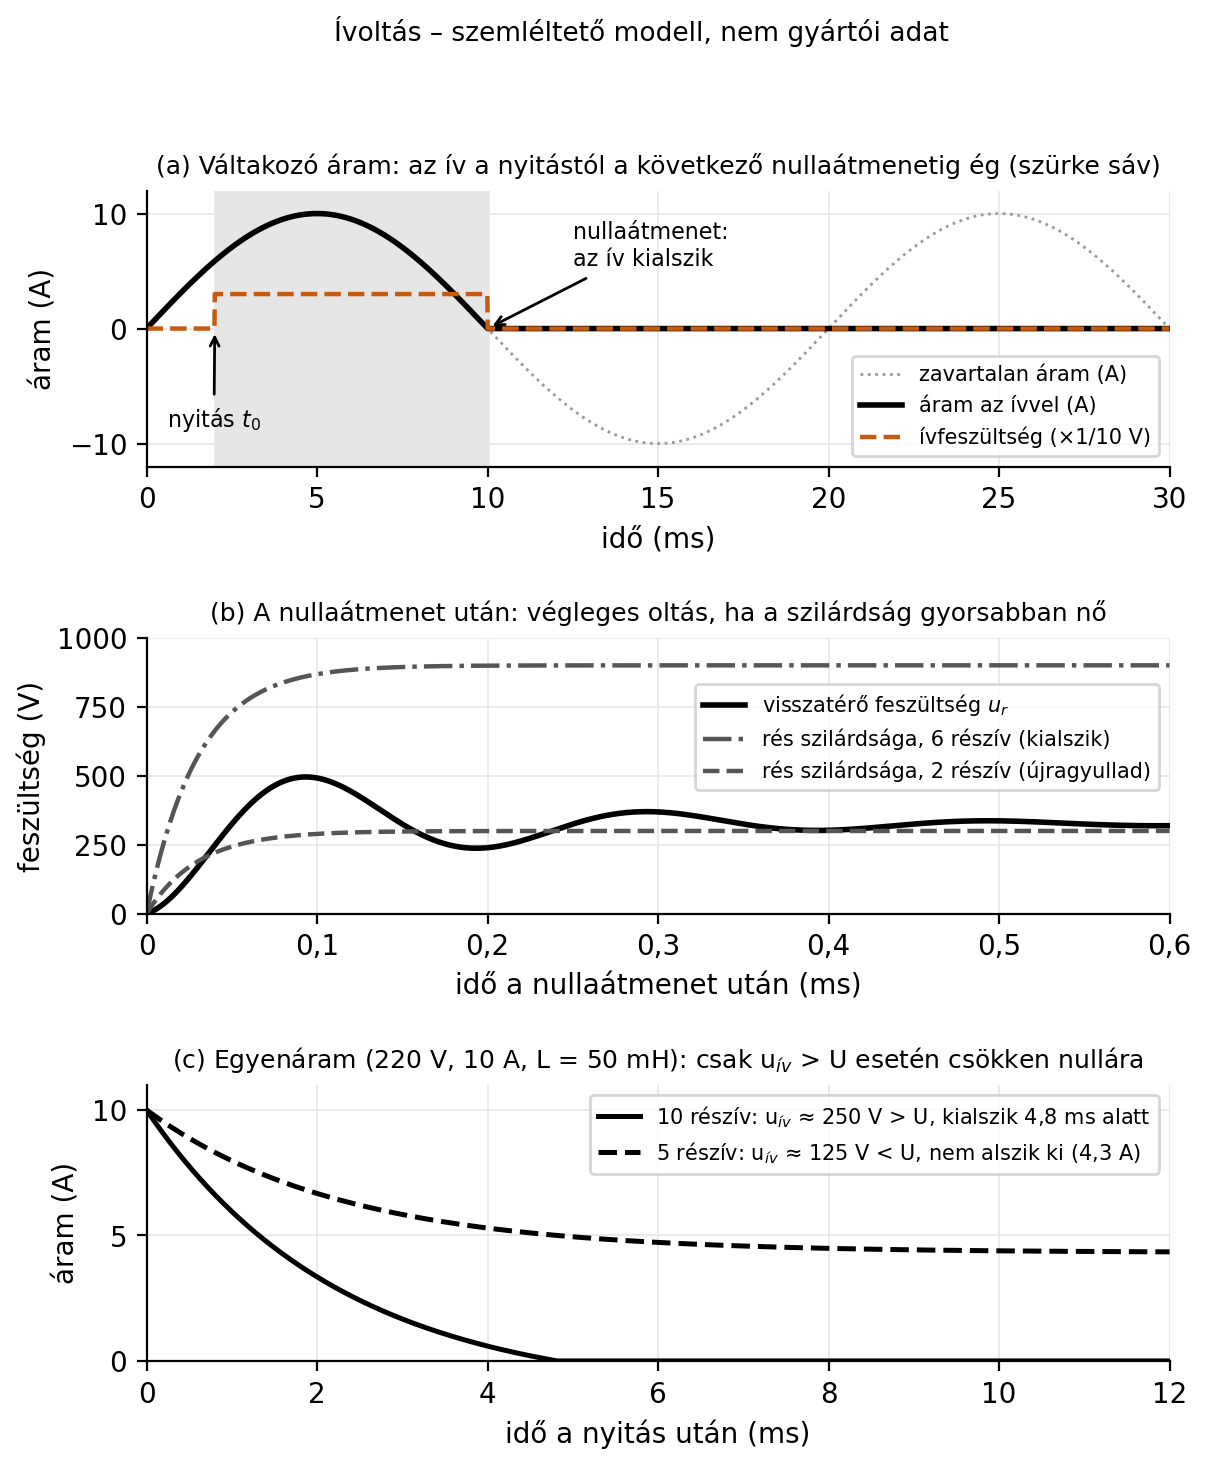 Ívoltás – szemléltető modell, nem gyártói adat
(a) Váltakozó áram: az ív a nyitástól a következő nullaátmenetig ég (szürke sáv)
áram (A)
10
0
−10
nullaátmenet:
az ív kialszik
nyitás t₀
zavartalan áram (A)
áram az ívvel (A)
ívfeszültség (×1/10 V)
0 5 10 15 20 25 30
idő (ms)
(b) A nullaátmenet után: végleges oltás, ha a szilárdság gyorsabban nő
feszültség (V)
1000
750
500
250
0
visszatérő feszültség uᵣ
rés szilárdsága, 6 részív (kialszik)
rés szilárdsága, 2 részív (újragyullad)
0 0,1 0,2 0,3 0,4 0,5 0,6
idő a nullaátmenet után (ms)
(c) Egyenáram (220 V, 10 A, L = 50 mH): csak uív > U esetén csökken nullára
áram (A)
10
5
0
10 részív: uív ≈ 250 V > U, kialszik 4,8 ms alatt
5 részív: uív ≈ 125 V < U, nem alszik ki (4,3 A)
0 2 4 6 8 10 12
idő a nyitás után (ms)